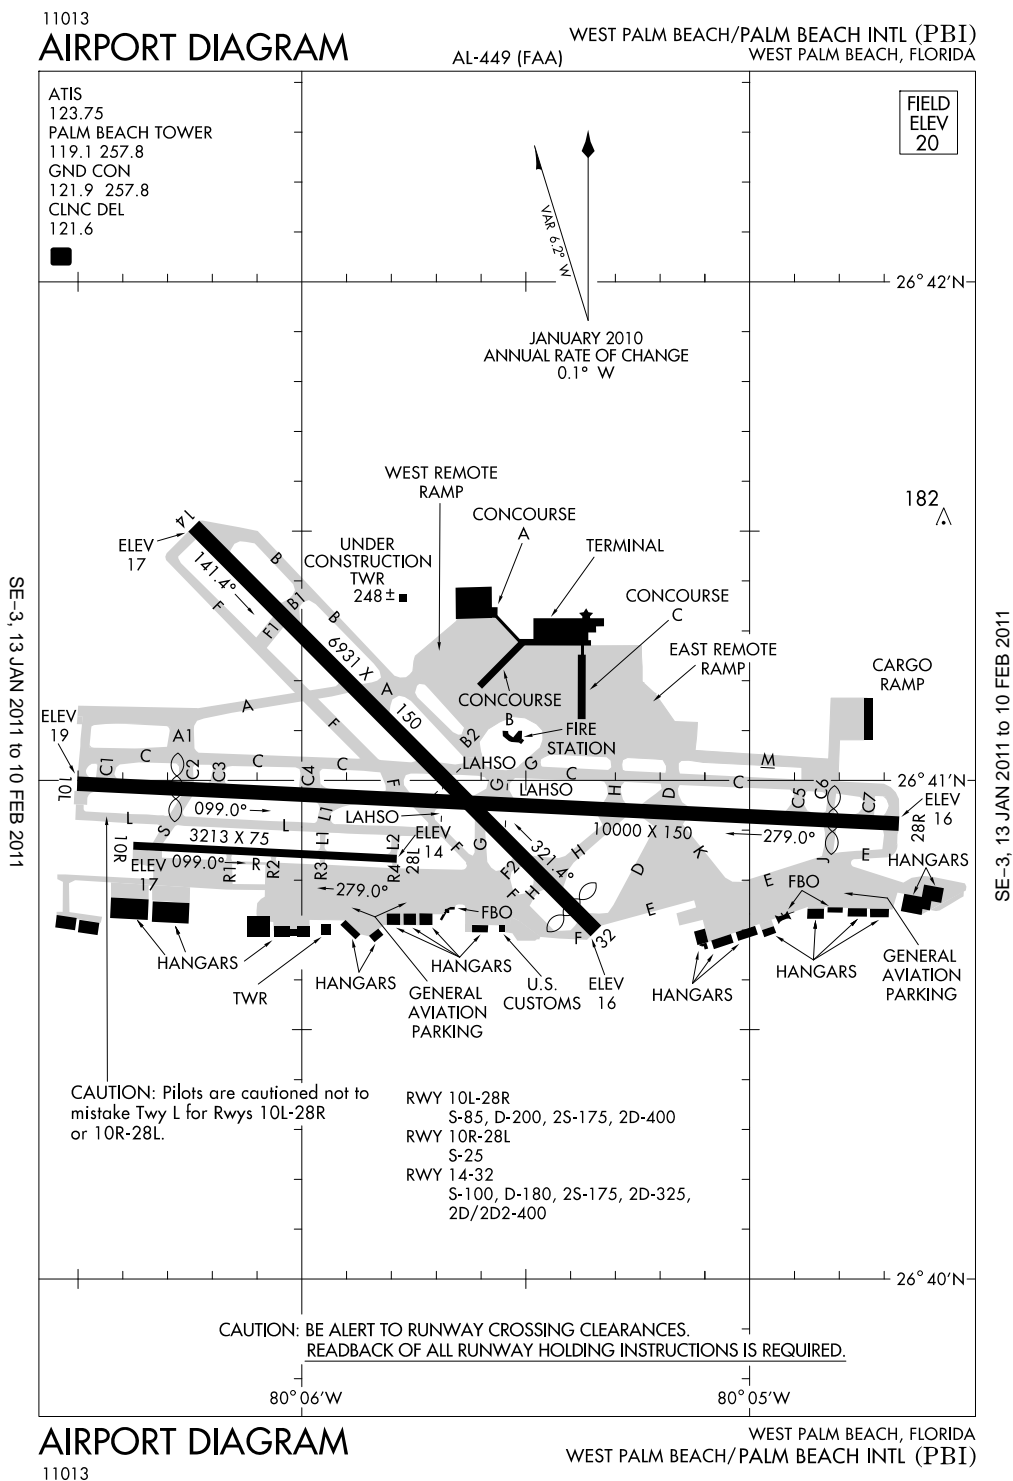 11013
AIRPORT DIAGRAM
AL-449 (FAA)
WEST PALM BEACH/PALM BEACH INTL (PBI)
WEST PALM BEACH, FLORIDA
ATIS
123.75
PALM BEACH TOWER
119.1 257.8
GND CON
121.9 257.8
CLNC DEL
121.6
FIELD
ELEV
20
VAR 6.2° W
26°42'N
JANUARY 2010
ANNUAL RATE OF CHANGE
0.1° W
WEST REMOTE
RAMP
CONCOURSE
A
182
14
ELEV
17
UNDER
CONSTRUCTION
TWR
248±
TERMINAL
CONCOURSE
C
141.4°
B
B1
B
F
F1
6931 X 150
EAST REMOTE
RAMP
CARGO
RAMP
CONCOURSE
B
FIRE
STATION
ELEV
19
A
A
F
B2
A1
C1
C
C2
C3
C
C4
C
F
LAHSO
G
G
C
H
D
C
M
C5
C6
C7
26°41'N
10L
LAHSO
099.0°
LAHSO
10000 X 150
279.0°
28R
ELEV
16
L
S
L
L1
L1
L2
3213 X 75
10R
ELEV
17
099.0°
R
R1
R2
R3
R4
28L
ELEV
14
279.0°
F
G
F2
F
H
H
321.4°
D
K
E
E
J
E
F
32
HANGARS
FBO
FBO
HANGARS
TWR
HANGARS
HANGARS
GENERAL
AVIATION
PARKING
U.S.
CUSTOMS
ELEV
16
HANGARS
HANGARS
GENERAL
AVIATION
PARKING
CAUTION: Pilots are cautioned not to
mistake Twy L for Rwys 10L-28R
or 10R-28L.
RWY 10L-28R
S-85, D-200, 2S-175, 2D-400
RWY 10R-28L
S-25
RWY 14-32
S-100, D-180, 2S-175, 2D-325,
2D/2D2-400
26°40'N
CAUTION: BE ALERT TO RUNWAY CROSSING CLEARANCES.
READBACK OF ALL RUNWAY HOLDING INSTRUCTIONS IS REQUIRED.
80°06'W
80°05'W
SE-3, 13 JAN 2011 to 10 FEB 2011
SE-3, 13 JAN 2011 to 10 FEB 2011
AIRPORT DIAGRAM
11013
WEST PALM BEACH, FLORIDA
WEST PALM BEACH/PALM BEACH INTL (PBI)